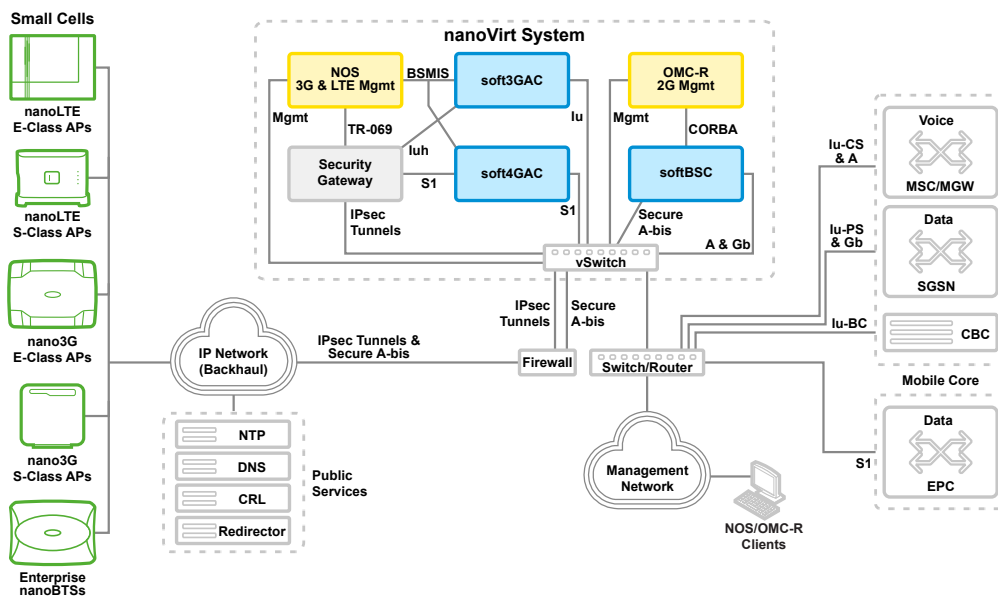 Small Cells
nanoLTE
E-Class APs
nanoLTE
S-Class APs
nano3G
E-Class APs
nano3G
S-Class APs
Enterprise
nanoBTSs
nanoVirt System
NOS
3G & LTE Mgmt
BSMIS
soft3GAC
OMC-R
2G Mgmt
Mgmt
TR-069
Iuh
Iu
Mgmt
CORBA
Security
Gateway
S1
soft4GAC
softBSC
IPsec
Tunnels
S1
Secure
A-bis
A & Gb
vSwitch
IPsec
Tunnels
Secure
A-bis
IP Network
(Backhaul)
IPsec Tunnels &
Secure A-bis
Firewall
Switch/Router
NTP
DNS
CRL
Redirector
Public
Services
Management
Network
NOS/OMC-R
Clients
Iu-CS
& A
Iu-PS
& Gb
Iu-BC
S1
Voice
MSC/MGW
Data
SGSN
CBC
Mobile Core
Data
EPC